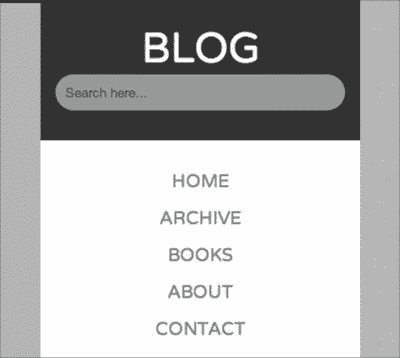 BLOG
Search here...
HOME
ARCHIVE
BOOKS
ABOUT
CONTACT